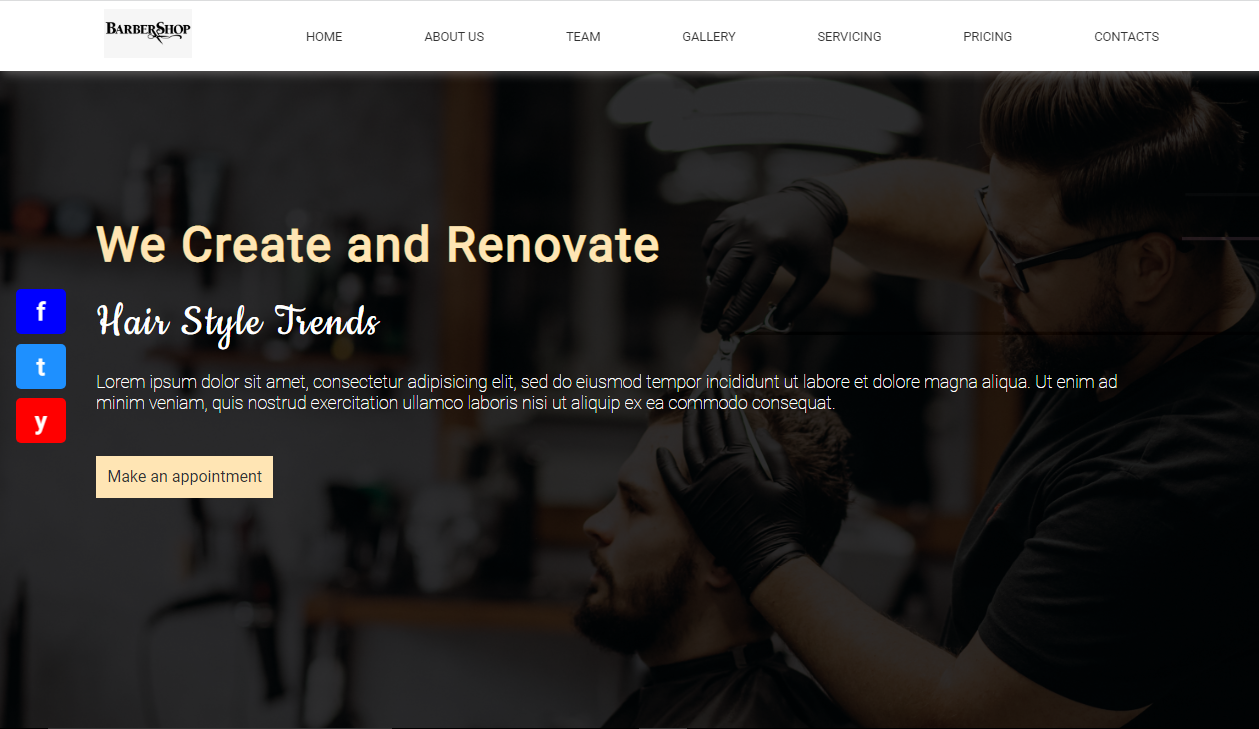 BARBERSHOP
HOME
ABOUT US
TEAM
GALLERY
SERVICING
PRICING
CONTACTS
We Create and Renovate
Hair Style Trends
f
t
y
Lorem ipsum dolor sit amet, consectetur adipisicing elit, sed do eiusmod tempor incididunt ut labore et dolore magna aliqua. Ut enim ad
minim veniam, quis nostrud exercitation ullamco laboris nisi ut aliquip ex ea commodo consequat.
Make an appointment